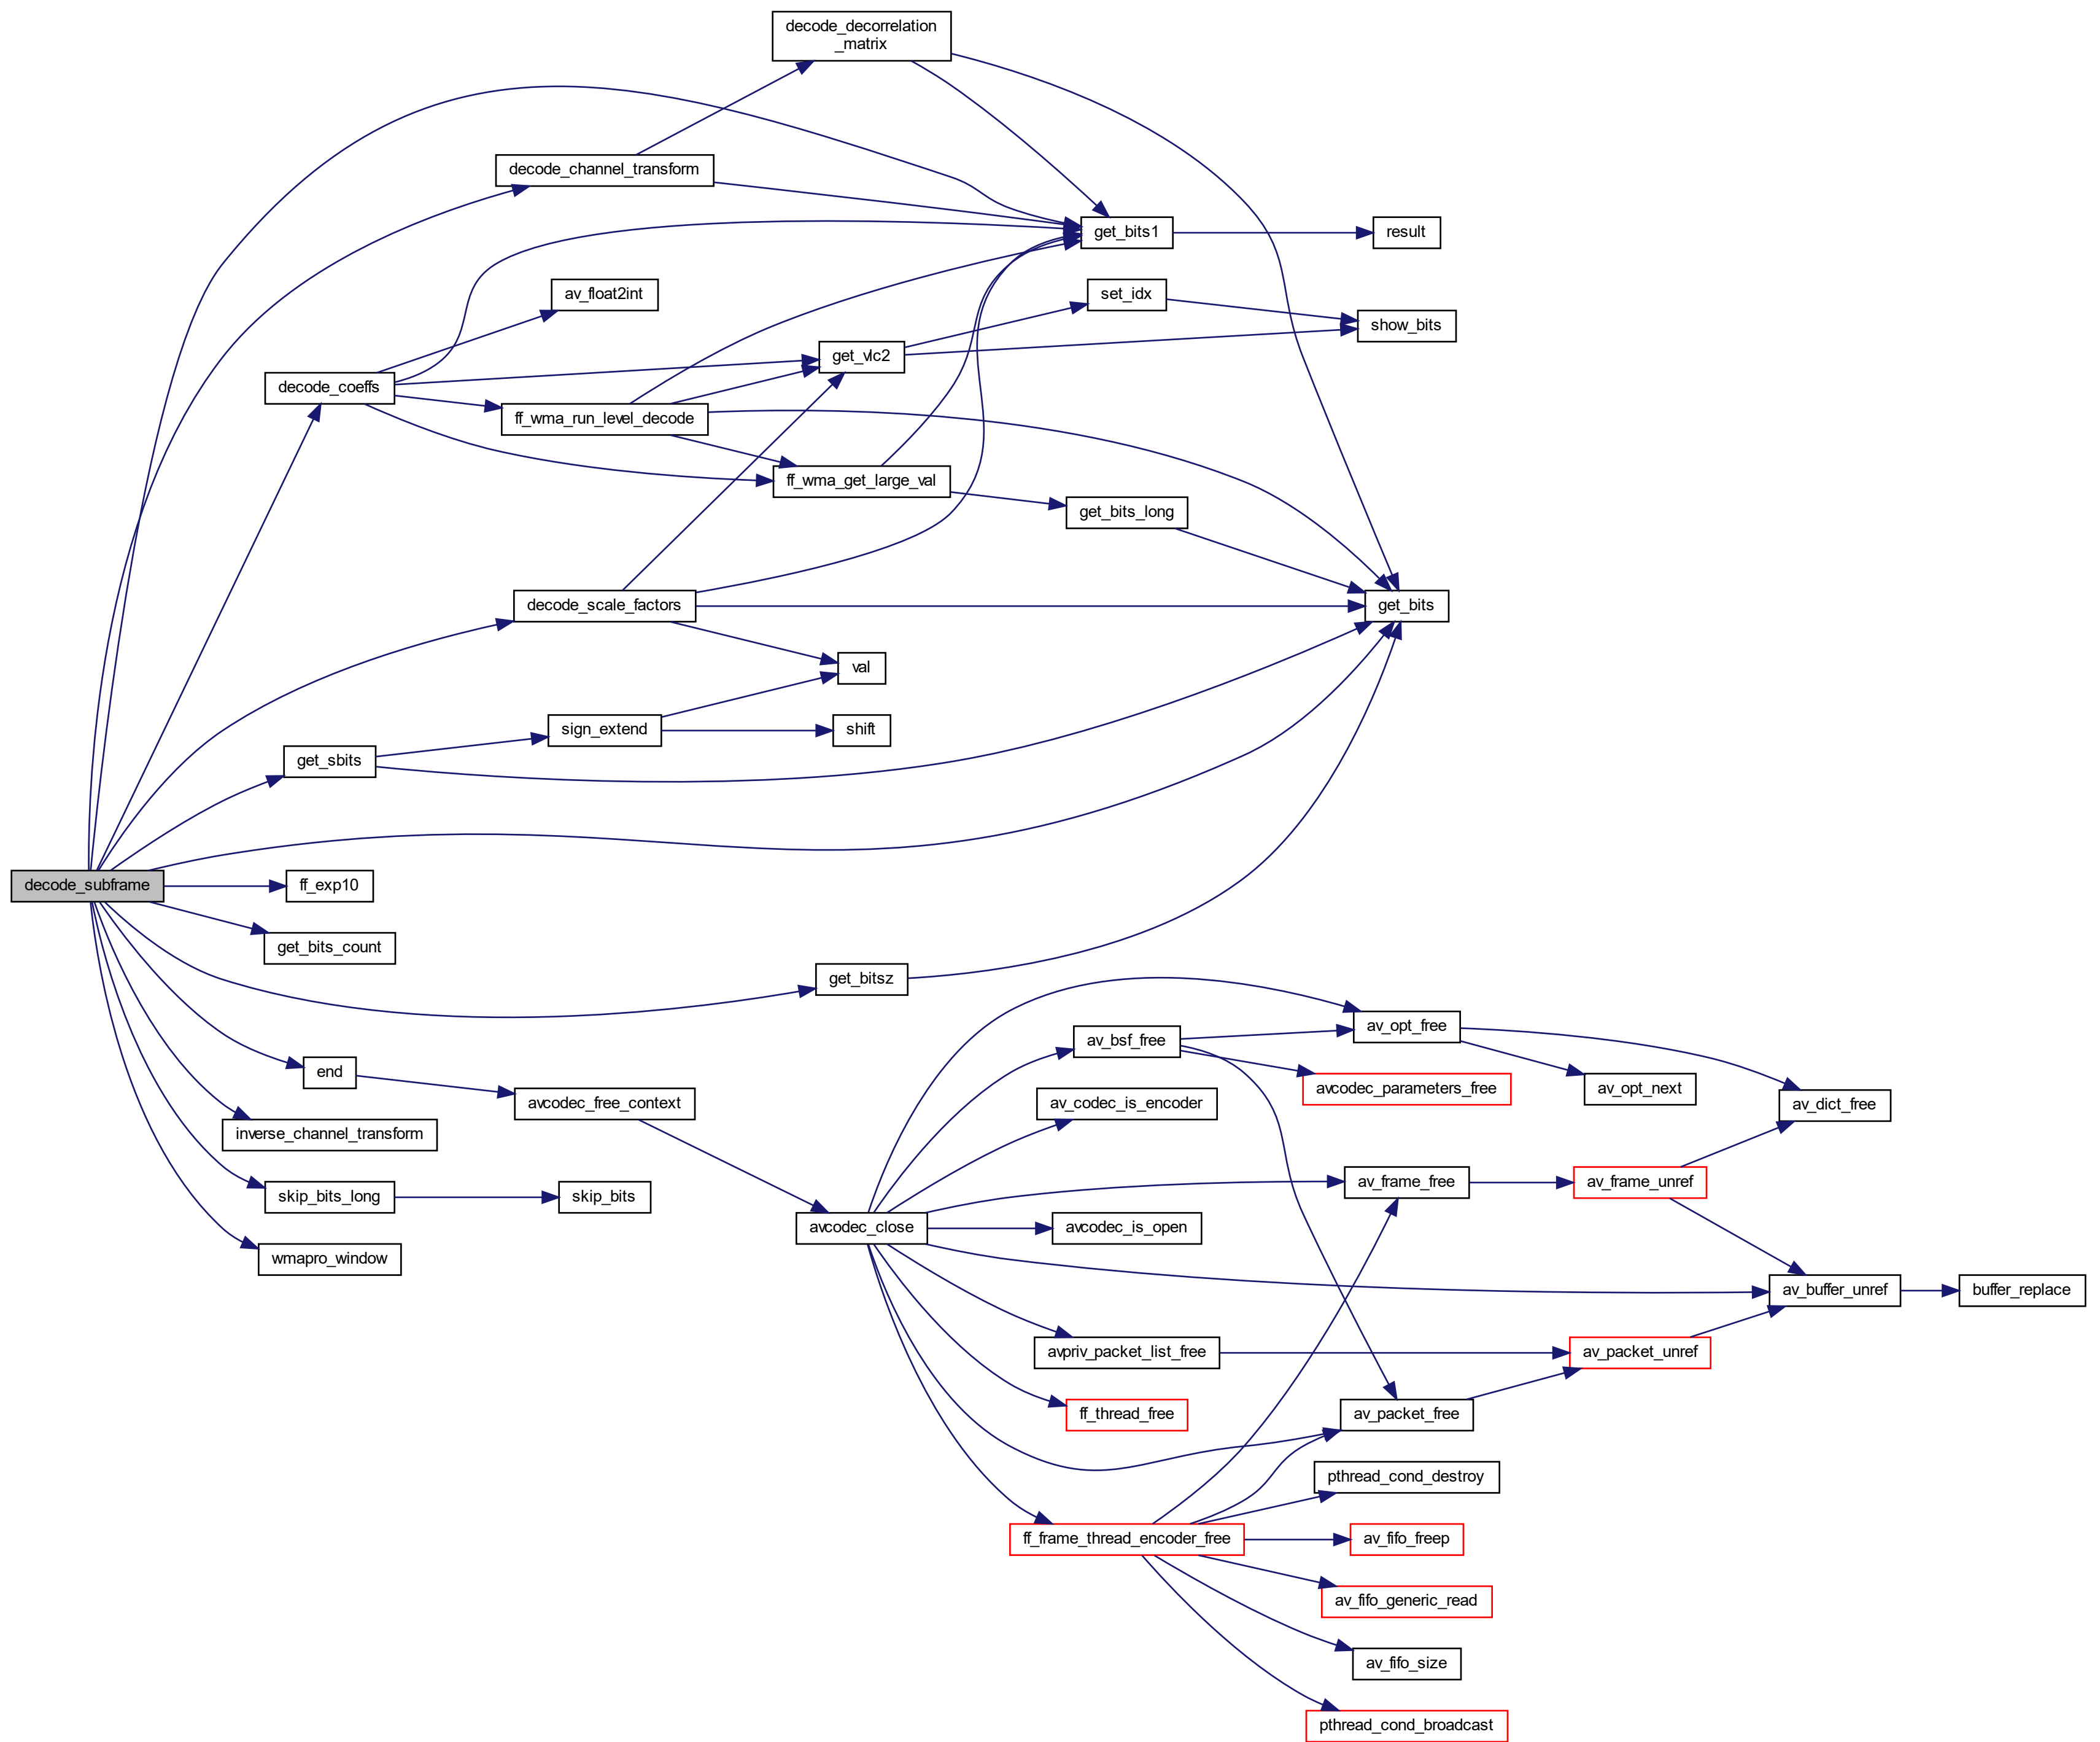 decode_decorrelation
_matrix
decode_channel_transform
get_bits1
result
av_float2int
set_idx
show_bits
get_vlc2
decode_coeffs
ff_wma_run_level_decode
ff_wma_get_large_val
get_bits_long
decode_scale_factors
get_bits
val
sign_extend
shift
get_sbits
decode_subframe
ff_exp10
get_bits_count
get_bitsz
av_opt_free
av_bsf_free
end
avcodec_parameters_free
av_opt_next
avcodec_free_context
av_codec_is_encoder
av_dict_free
inverse_channel_transform
av_frame_free
av_frame_unref
skip_bits_long
skip_bits
avcodec_close
avcodec_is_open
wmapro_window
av_buffer_unref
buffer_replace
avpriv_packet_list_free
av_packet_unref
ff_thread_free
av_packet_free
pthread_cond_destroy
ff_frame_thread_encoder_free
av_fifo_freep
av_fifo_generic_read
av_fifo_size
pthread_cond_broadcast